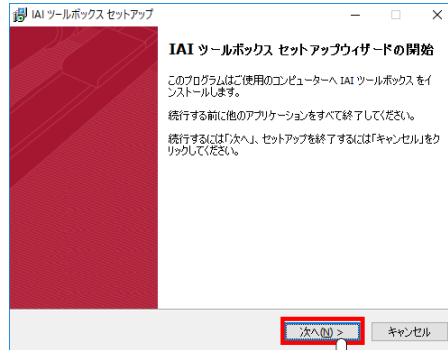 IAI ツールボックス セットアップ
IAI ツールボックス セットアップウィザードの開始
このプログラムはご使用のコンピューターへ IAI ツールボックス をイ
ンストールします。
続行する前に他のアプリケーションをすべて終了してください。
続行するには「次へ」、セットアップを終了するには「キャンセル」をク
リックしてください。
次へ(N) >
キャンセル